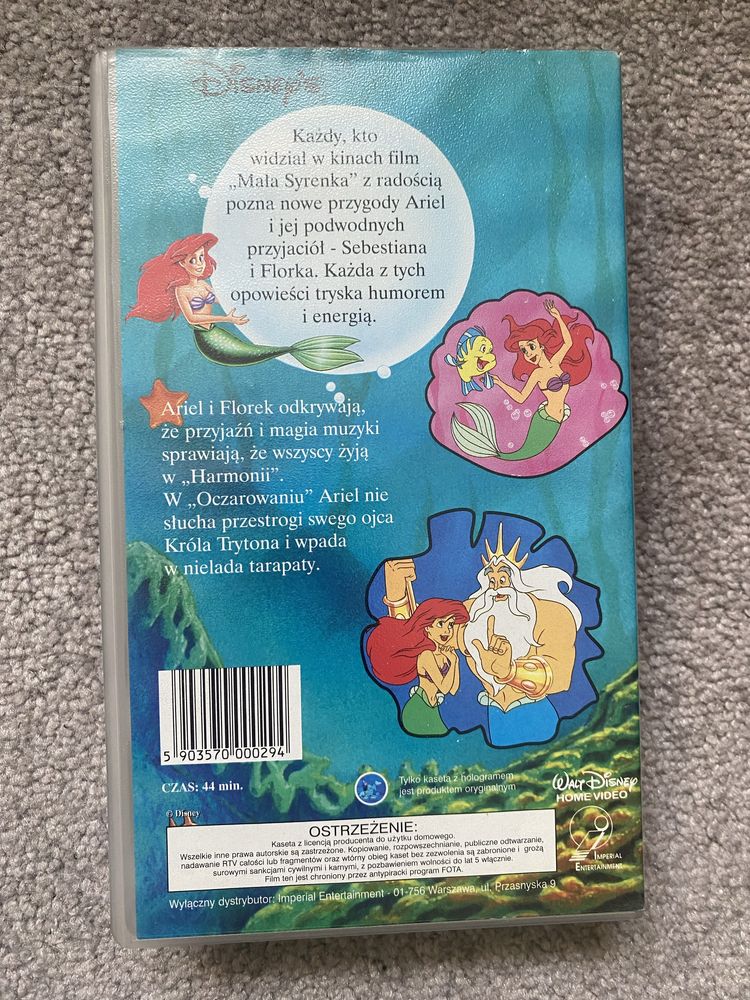 Disney's
Każdy, kto
widział w kinach film
„Mała Syrenka” z radością
pozna nowe przygody Ariel
i jej podwodnych
przyjaciół - Sebestiana
i Florka. Każda z tych
opowieści tryska humorem
i energią.
Ariel i Florek odkrywają,
że przyjaźń i magia muzyki
sprawiają, że wszyscy żyją
w „Harmonii”.
W „Oczarowaniu” Ariel nie
słucha przestrogi swego ojca
Króla Trytona i wpada
w nielada tarapaty.
5 903570 000294
CZAS: 44 min.
Tylko kaseta z hologramem
jest produktem oryginalnym
WALT DISNEY
HOME VIDEO
© Disney
OSTRZEŻENIE:
Kaseta z licencją producenta do użytku domowego.
Wszelkie inne prawa autorskie są zastrzeżone. Kopiowanie, rozpowszechnianie, publiczne odtwarzanie,
nadawanie RTV całości lub fragmentów oraz wtórny obieg kaset bez zezwolenia są zabronione i grożą
surowymi sankcjami cywilnymi i karnymi, z pozbawieniem wolności do lat 5 włącznie.
Film ten jest chroniony przez antypiracki program FOTA.
IMPERIAL
ENTERTAINMENT
Wyłączny dystrybutor: Imperial Entertainment - 01-756 Warszawa, ul. Przasnyska 9